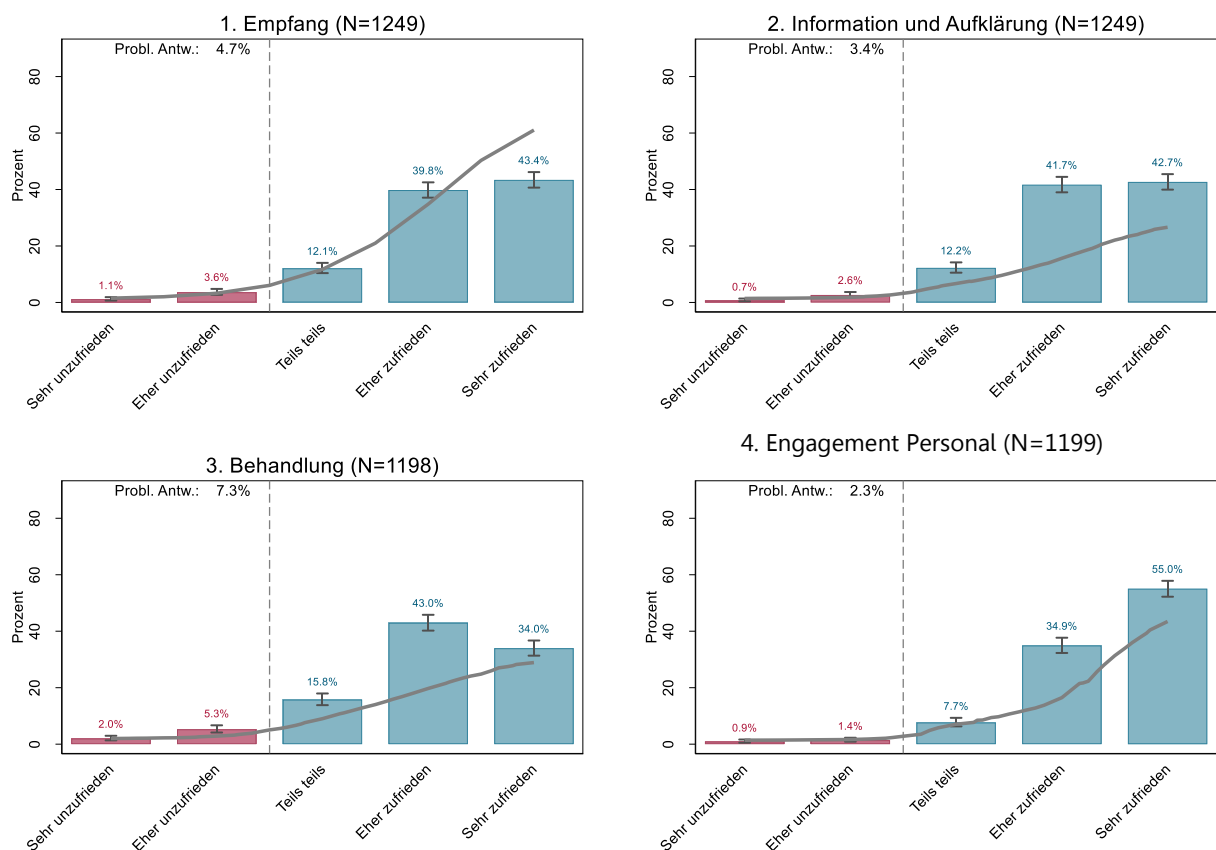 1. Empfang (N=1249)
Probl. Antw.: 4.7%
Prozent
80
60
40
20
0
1.1%
3.6%
12.1%
39.8%
43.4%
Sehr unzufrieden
Eher unzufrieden
Teils teils
Eher zufrieden
Sehr zufrieden
2. Information und Aufklärung (N=1249)
Probl. Antw.: 3.4%
Prozent
80
60
40
20
0
0.7%
2.6%
12.2%
41.7%
42.7%
Sehr unzufrieden
Eher unzufrieden
Teils teils
Eher zufrieden
Sehr zufrieden
3. Behandlung (N=1198)
Probl. Antw.: 7.3%
Prozent
80
60
40
20
0
2.0%
5.3%
15.8%
43.0%
34.0%
Sehr unzufrieden
Eher unzufrieden
Teils teils
Eher zufrieden
Sehr zufrieden
4. Engagement Personal (N=1199)
Probl. Antw.: 2.3%
Prozent
80
60
40
20
0
0.9%
1.4%
7.7%
34.9%
55.0%
Sehr unzufrieden
Eher unzufrieden
Teils teils
Eher zufrieden
Sehr zufrieden